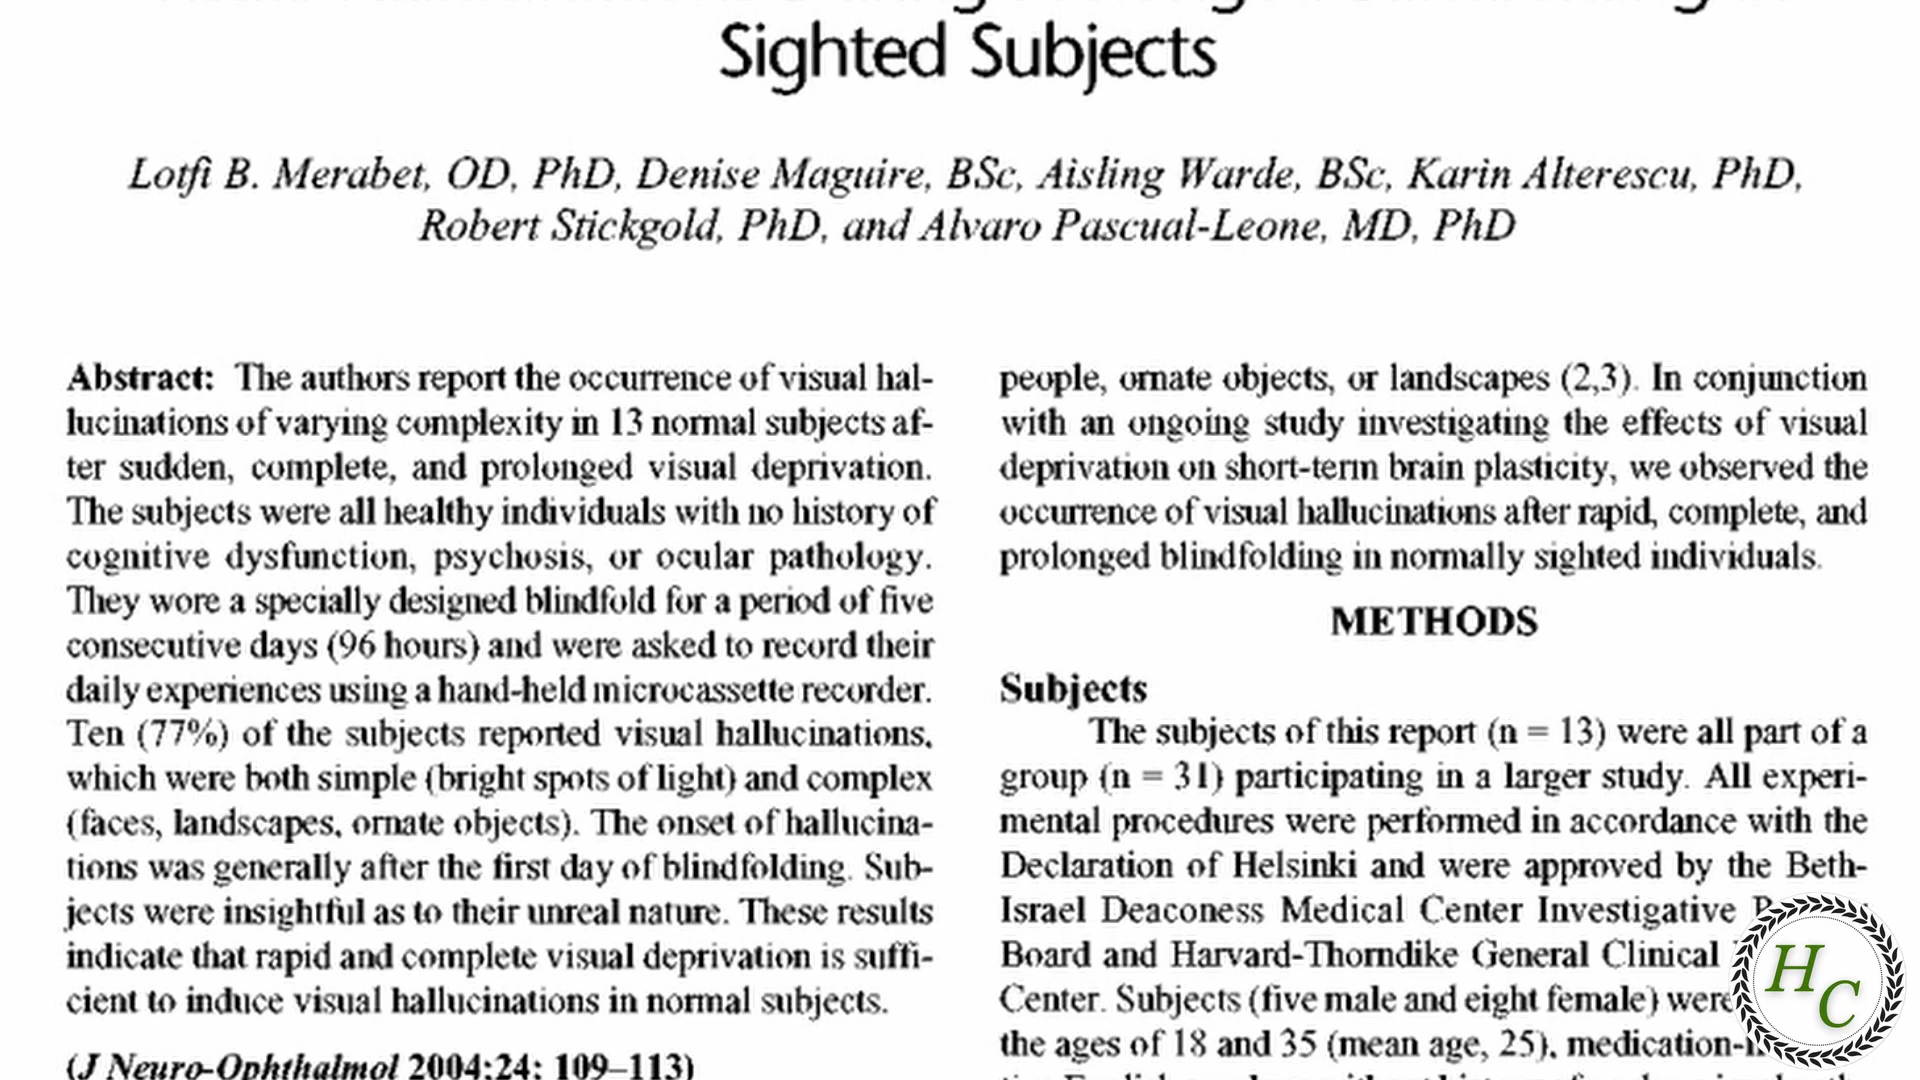 Sighted Subjects
Lotfi B. Merabet, OD, PhD, Denise Maguire, BSc, Aisling Warde, BSc, Karin Alterescu, PhD,
Robert Stickgold, PhD, and Alvaro Pascual-Leone, MD, PhD
Abstract: The authors report the occurrence of visual hal-
lucinations of varying complexity in 13 normal subjects af-
ter sudden, complete, and prolonged visual deprivation.
The subjects were all healthy individuals with no history of
cognitive dysfunction, psychosis, or ocular pathology.
They wore a specially designed blindfold for a period of five
consecutive days (96 hours) and were asked to record their
daily experiences using a hand-held microcassette recorder.
Ten (77%) of the subjects reported visual hallucinations,
which were both simple (bright spots of light) and complex
(faces, landscapes, ornate objects). The onset of hallucina-
tions was generally after the first day of blindfolding. Sub-
jects were insightful as to their unreal nature. These results
indicate that rapid and complete visual deprivation is suffi-
cient to induce visual hallucinations in normal subjects.
(J Neuro-Ophthalmol 2004;24: 109–113)
people, ornate objects, or landscapes (2,3). In conjunction
with an ongoing study investigating the effects of visual
deprivation on short-term brain plasticity, we observed the
occurrence of visual hallucinations after rapid, complete, and
prolonged blindfolding in normally sighted individuals.
METHODS
Subjects
The subjects of this report (n = 13) were all part of a
group (n = 31) participating in a larger study. All experi-
mental procedures were performed in accordance with the
Declaration of Helsinki and were approved by the Beth-
Israel Deaconess Medical Center Investigative
Board and Harvard-Thorndike General Clinical
Center. Subjects (five male and eight female) were
the ages of 18 and 35 (mean age, 25), medication-
HC